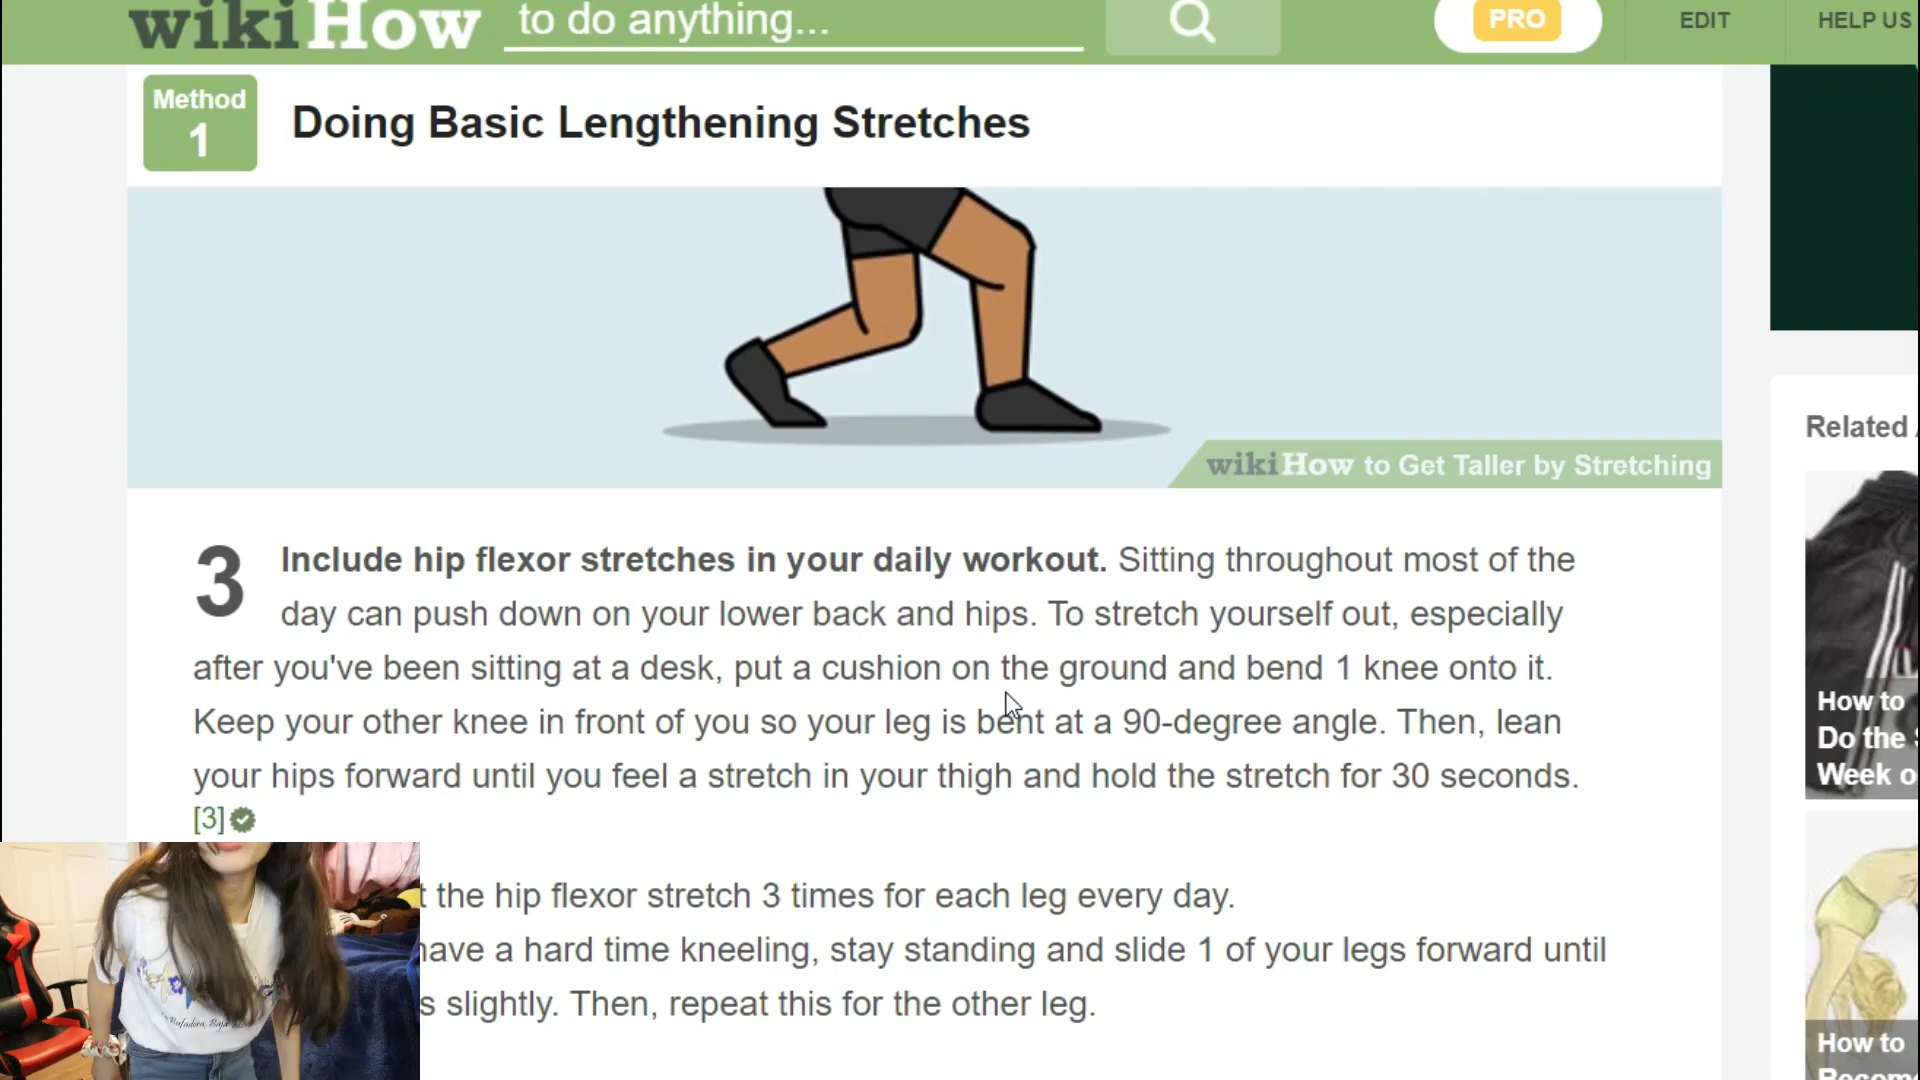 wikiHow to do anything... PRO EDIT HELP US
Method
1
Doing Basic Lengthening Stretches
wikiHow to Get Taller by Stretching
Related
3 Include hip flexor stretches in your daily workout. Sitting throughout most of the
day can push down on your lower back and hips. To stretch yourself out, especially
after you've been sitting at a desk, put a cushion on the ground and bend 1 knee onto it.
Keep your other knee in front of you so your leg is bent at a 90-degree angle. Then, lean
your hips forward until you feel a stretch in your thigh and hold the stretch for 30 seconds.
[3]
the hip flexor stretch 3 times for each leg every day.
have a hard time kneeling, stay standing and slide 1 of your legs forward until
s slightly. Then, repeat this for the other leg.
How to
Do the
Week o
How to